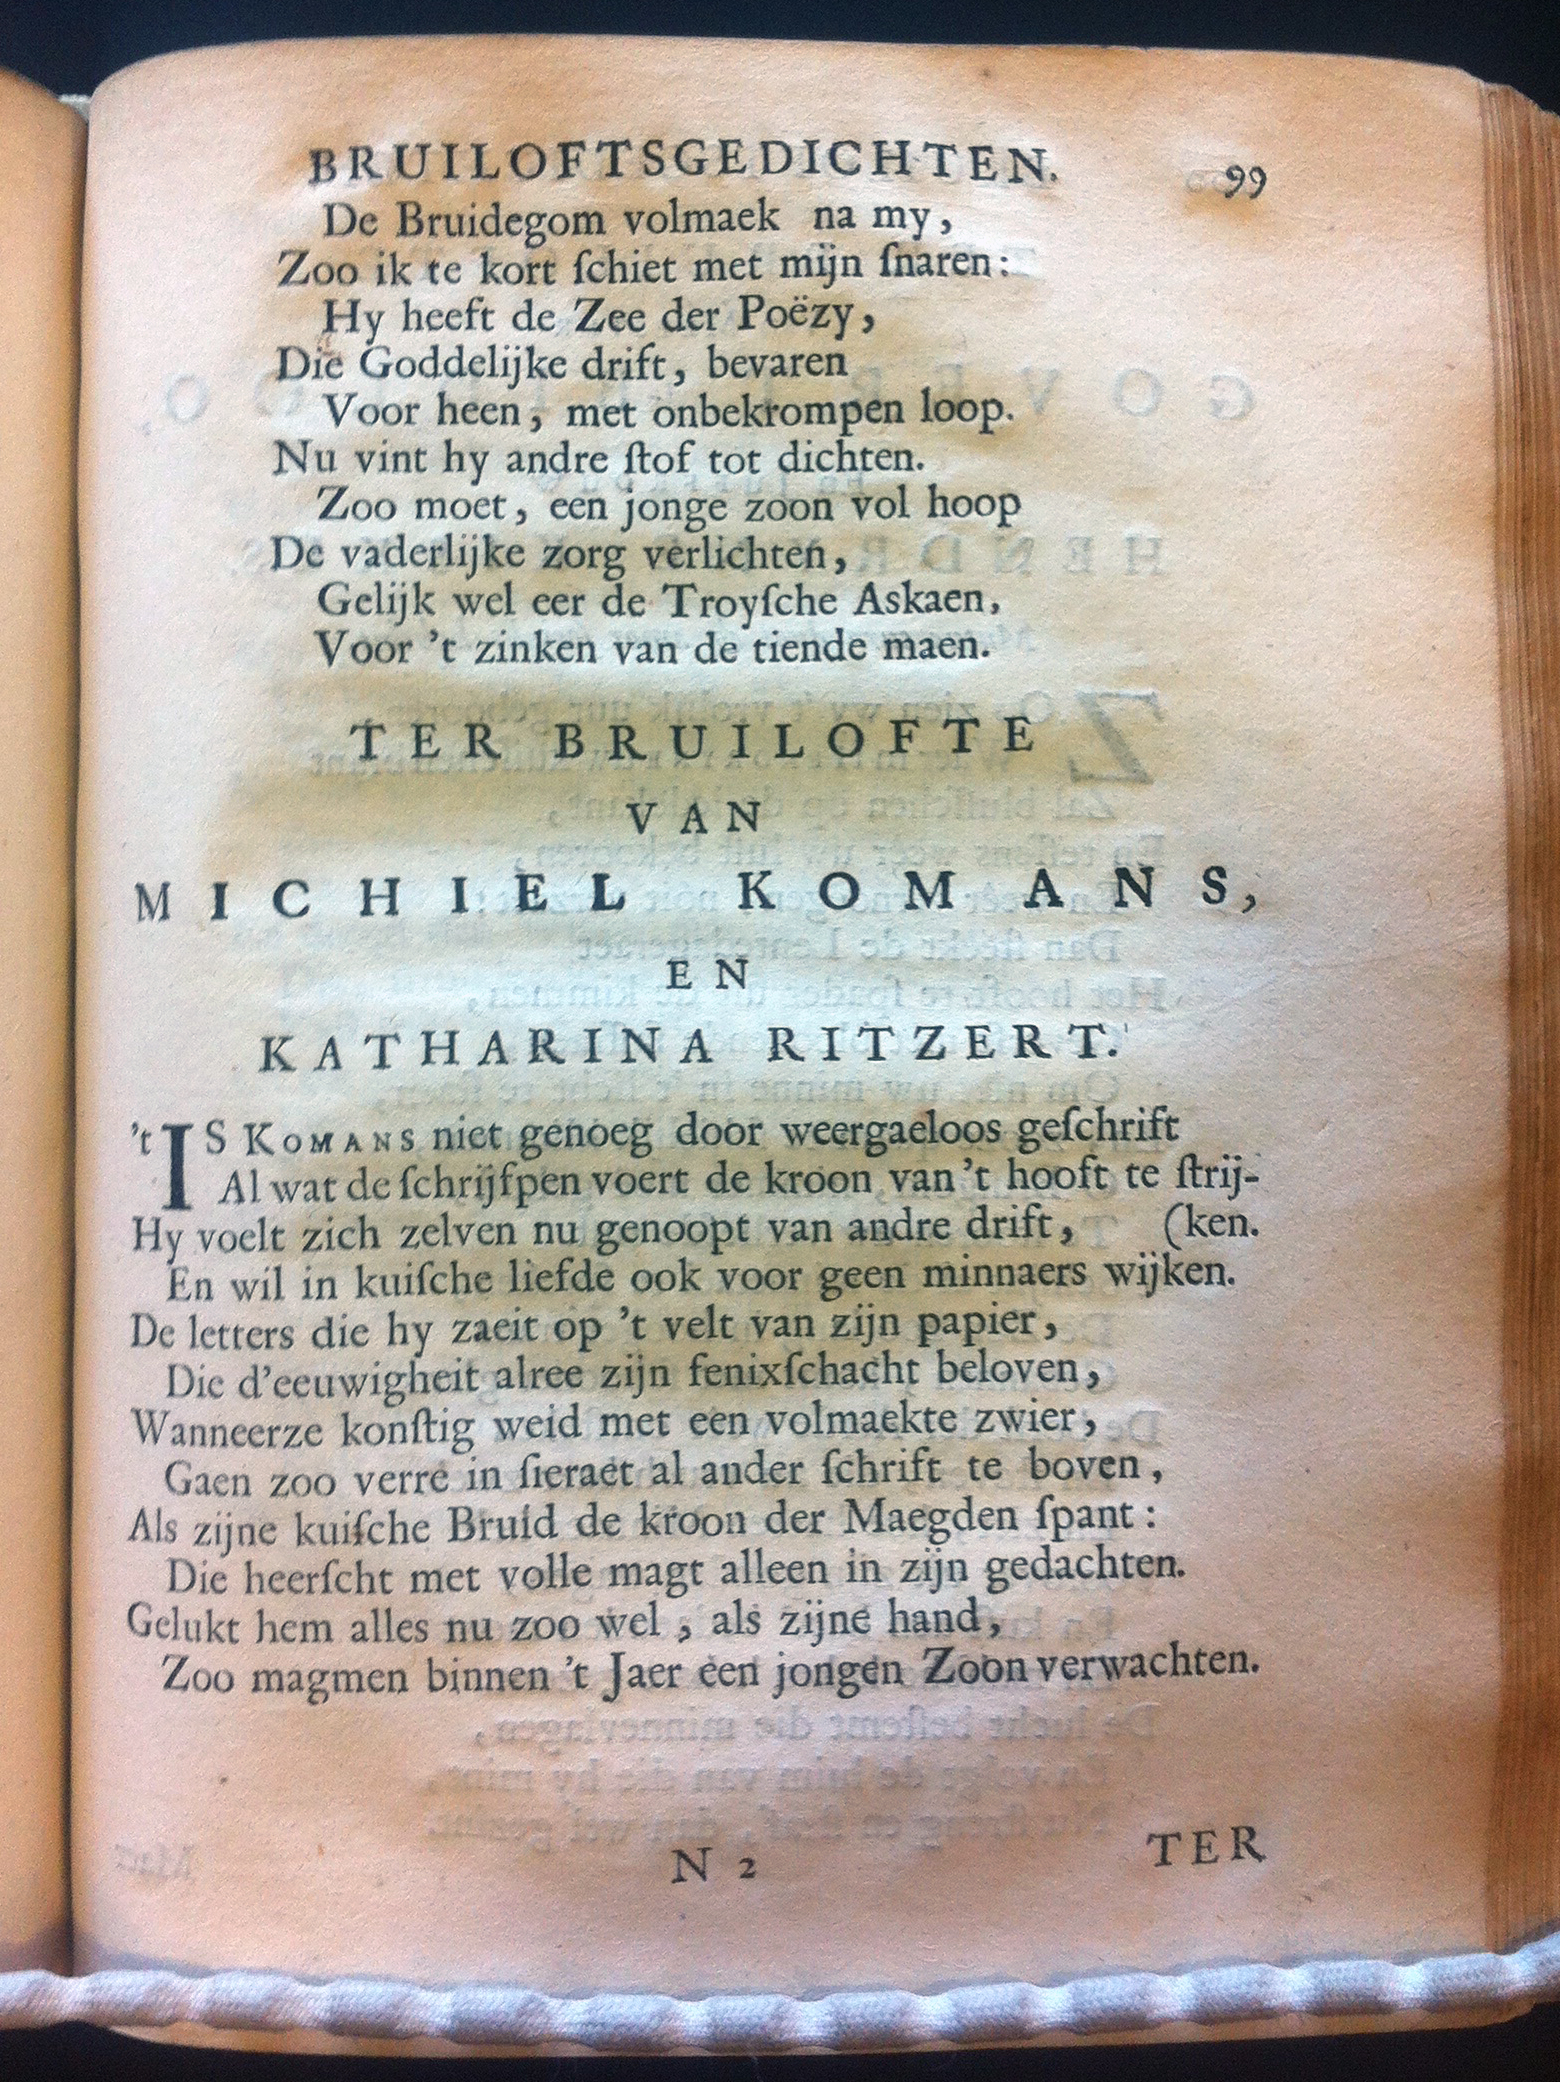 BRUILOFTSGEDICHTEN. 99
De Bruidegom volmaek na my,
Zoo ik te kort ſchiet met mijn ſnaren:
Hy heeft de Zee der Poëzy,
Die Goddelijke drift, bevaren
Voor heen, met onbekrompen loop.
Nu vint hy andre ſtof tot dichten.
Zoo moet, een jonge zoon vol hoop
De vaderlijke zorg verlichten,
Gelijk wel eer de Troyſche Askaen,
Voor 't zinken van de tiende maen.
TER BRUILOFTE
VAN
MICHIEL KOMANS,
EN
KATHARINA RITZERT.
't IS KOMANS niet genoeg door weergaeloos geſchrift
Al wat de ſchrijfpen voert de kroon van 't hooft te ſtrij-
Hy voelt zich zelven nu genoopt van andre drift, (ken.
En wil in kuiſche liefde ook voor geen minnaers wijken.
De letters die hy zaeit op 't velt van zijn papier,
Die d'eeuwigheit alree zijn fenixſchacht beloven,
Wanneerze konſtig weid met een volmaekte zwier,
Gaen zoo verre in ſieraet al ander ſchrift te boven,
Als zijne kuiſche Bruid de kroon der Maegden ſpant:
Die heerſcht met volle magt alleen in zijn gedachten.
Gelukt hem alles nu zoo wel, als zijne hand,
Zoo magmen binnen 't Jaer een jongen Zoon verwachten.
N 2 TER